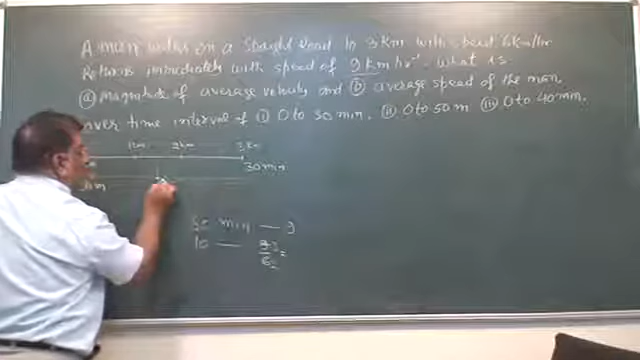 A man walks on a straight road to 3 Km with speed 6 Km/hr
Returns immediately with speed of 9 Km hr⁻¹. What is
(a) Magnitude of average velocity and (b) average speed of the man,
over time interval of (i) 0 to 30 min. (ii) 0 to 50 m (iii) 0 to 40 min.
1 km 2 km 3 km
30 min
min — 9
10 —